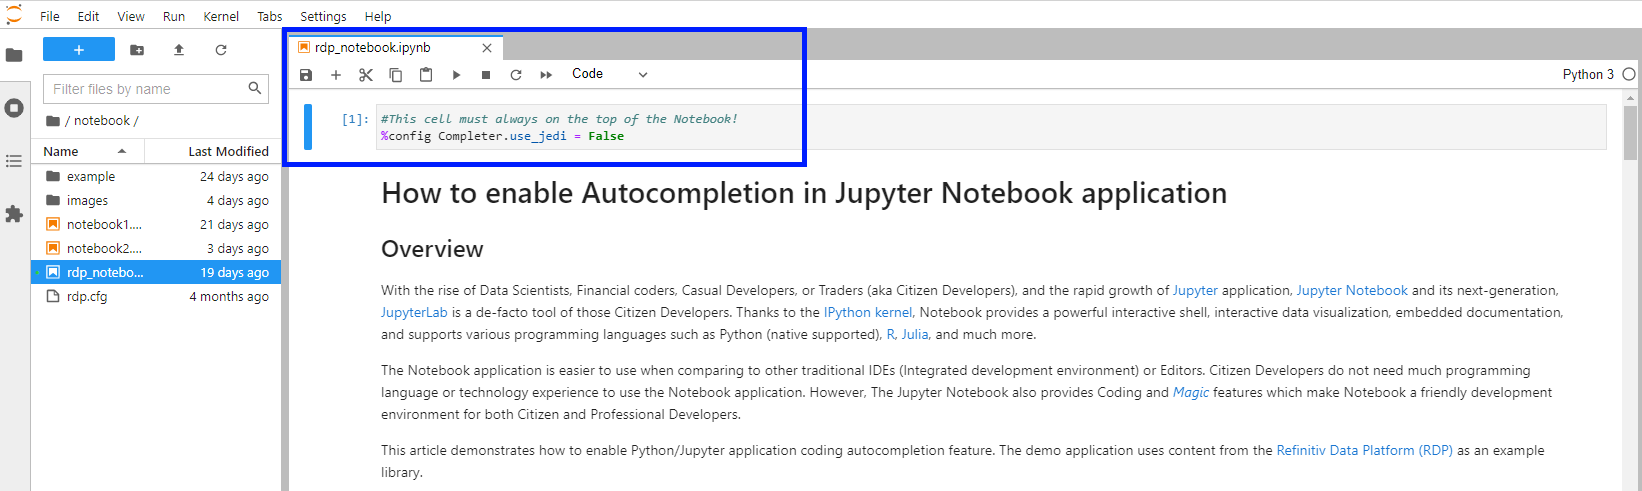 File Edit View Run Kernel Tabs Settings Help
rdp_notebook.ipynb
Code
Python 3
Filter files by name
/ notebook /
Name Last Modified
example 24 days ago
images 4 days ago
notebook1.... 21 days ago
notebook2.... 3 days ago
rdp_notebo... 19 days ago
rdp.cfg 4 months ago
[1]: #This cell must always on the top of the Notebook!
%config Completer.use_jedi = False
How to enable Autocompletion in Jupyter Notebook application
Overview
With the rise of Data Scientists, Financial coders, Casual Developers, or Traders (aka Citizen Developers), and the rapid growth of Jupyter application, Jupyter Notebook and its next-generation,
JupyterLab is a de-facto tool of those Citizen Developers. Thanks to the IPython kernel, Notebook provides a powerful interactive shell, interactive data visualization, embedded documentation,
and supports various programming languages such as Python (native supported), R, Julia, and much more.
The Notebook application is easier to use when comparing to other traditional IDEs (Integrated development environment) or Editors. Citizen Developers do not need much programming
language or technology experience to use the Notebook application. However, The Jupyter Notebook also provides Coding and Magic features which make Notebook a friendly development
environment for both Citizen and Professional Developers.
This article demonstrates how to enable Python/Jupyter application coding autocompletion feature. The demo application uses content from the Refinitiv Data Platform (RDP) as an example
library.